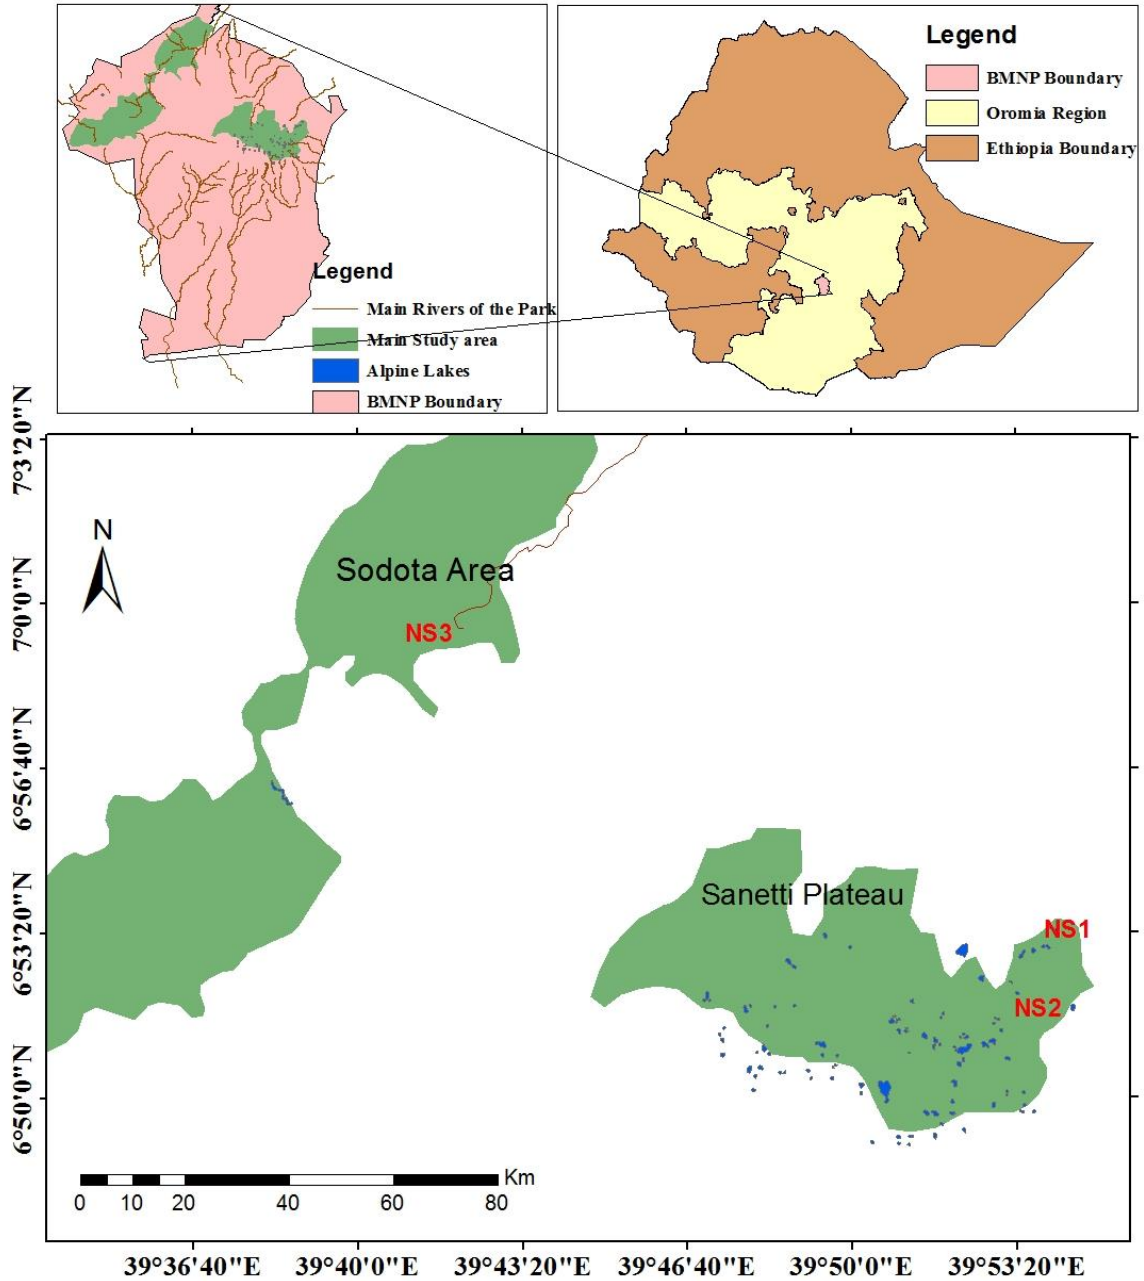 Legend
Main Rivers of the Park
Main Study area
Alpine Lakes
BMNP Boundary
Legend
BMNP Boundary
Oromia Region
Ethiopia Boundary
7°3'20"N
7°0'0"N
6°56'40"N
6°53'20"N
6°50'0"N
N
Sodota Area
NS3
Sanetti Plateau
NS1
NS2
Km
0 10 20 40 60 80
39°36'40"E 39°40'0"E 39°43'20"E 39°46'40"E 39°50'0"E 39°53'20"E